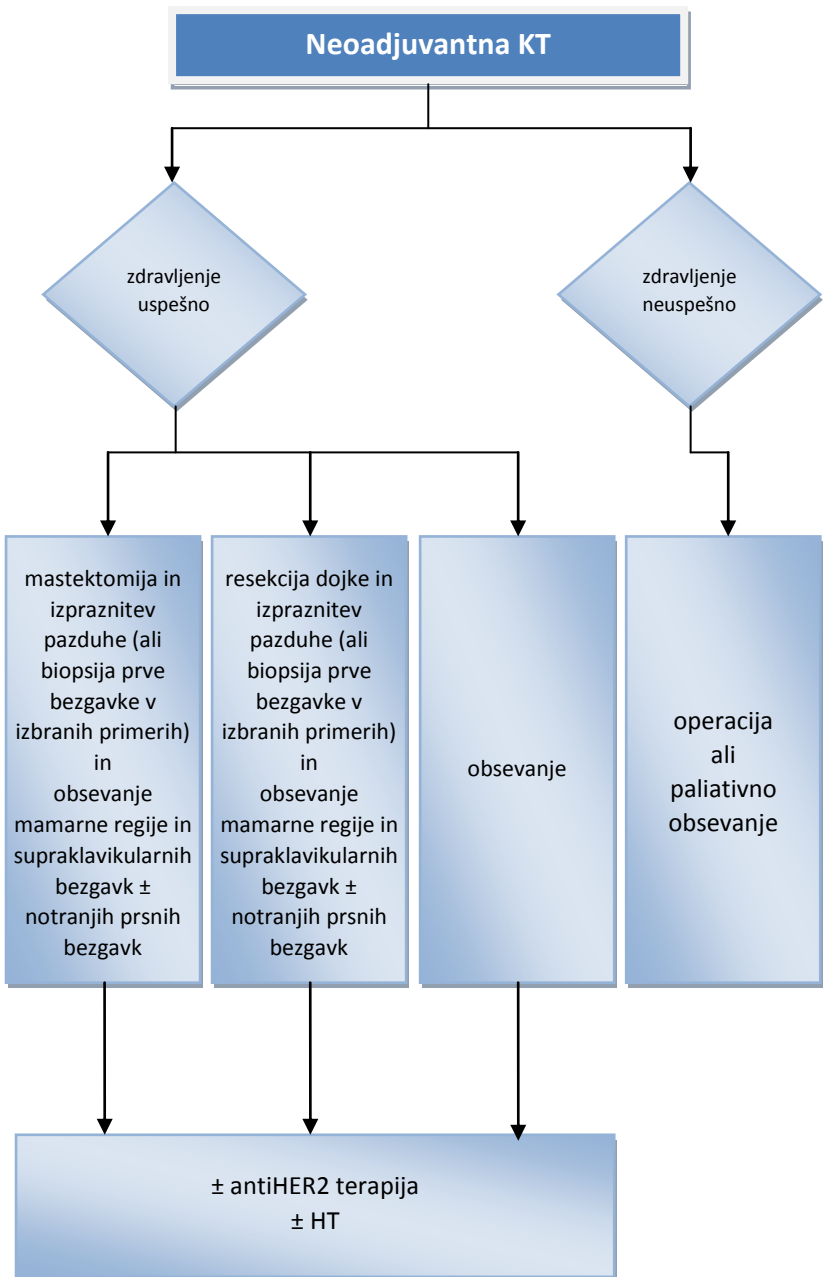 Neoadjuvantna KT
zdravljenje
uspešno
zdravljenje
neuspešno
mastektomija in
izpraznitev
pazduhe (ali
biopsija prve
bezgavke v
izbranih primerih)
in
obsevanje
mamarne regije in
supraklavikularnih
bezgavk ±
notranjih prsnih
bezgavk
resekcija dojke in
izpraznitev
pazduhe (ali
biopsija prve
bezgavke v
izbranih primerih)
in
obsevanje
mamarne regije in
supraklavikularnih
bezgavk ±
notranjih prsnih
bezgavk
obsevanje
operacija
ali
paliativno
obsevanje
± antiHER2 terapija
± HT